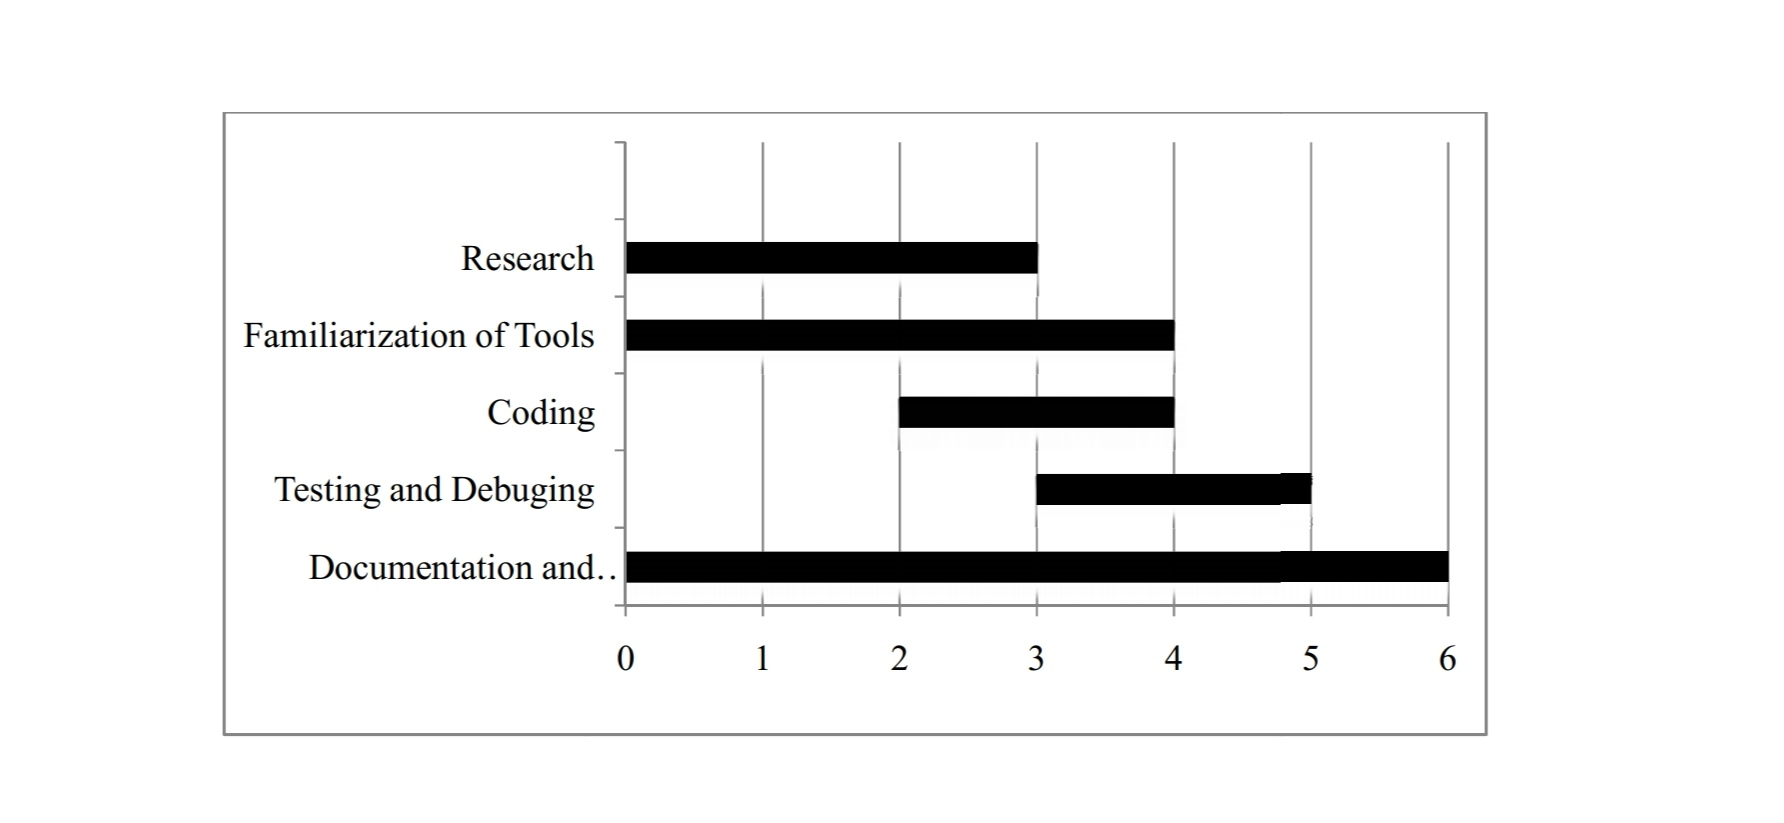 Research
Familiarization of Tools
Coding
Testing and Debuging
Documentation and..
0 1 2 3 4 5 6